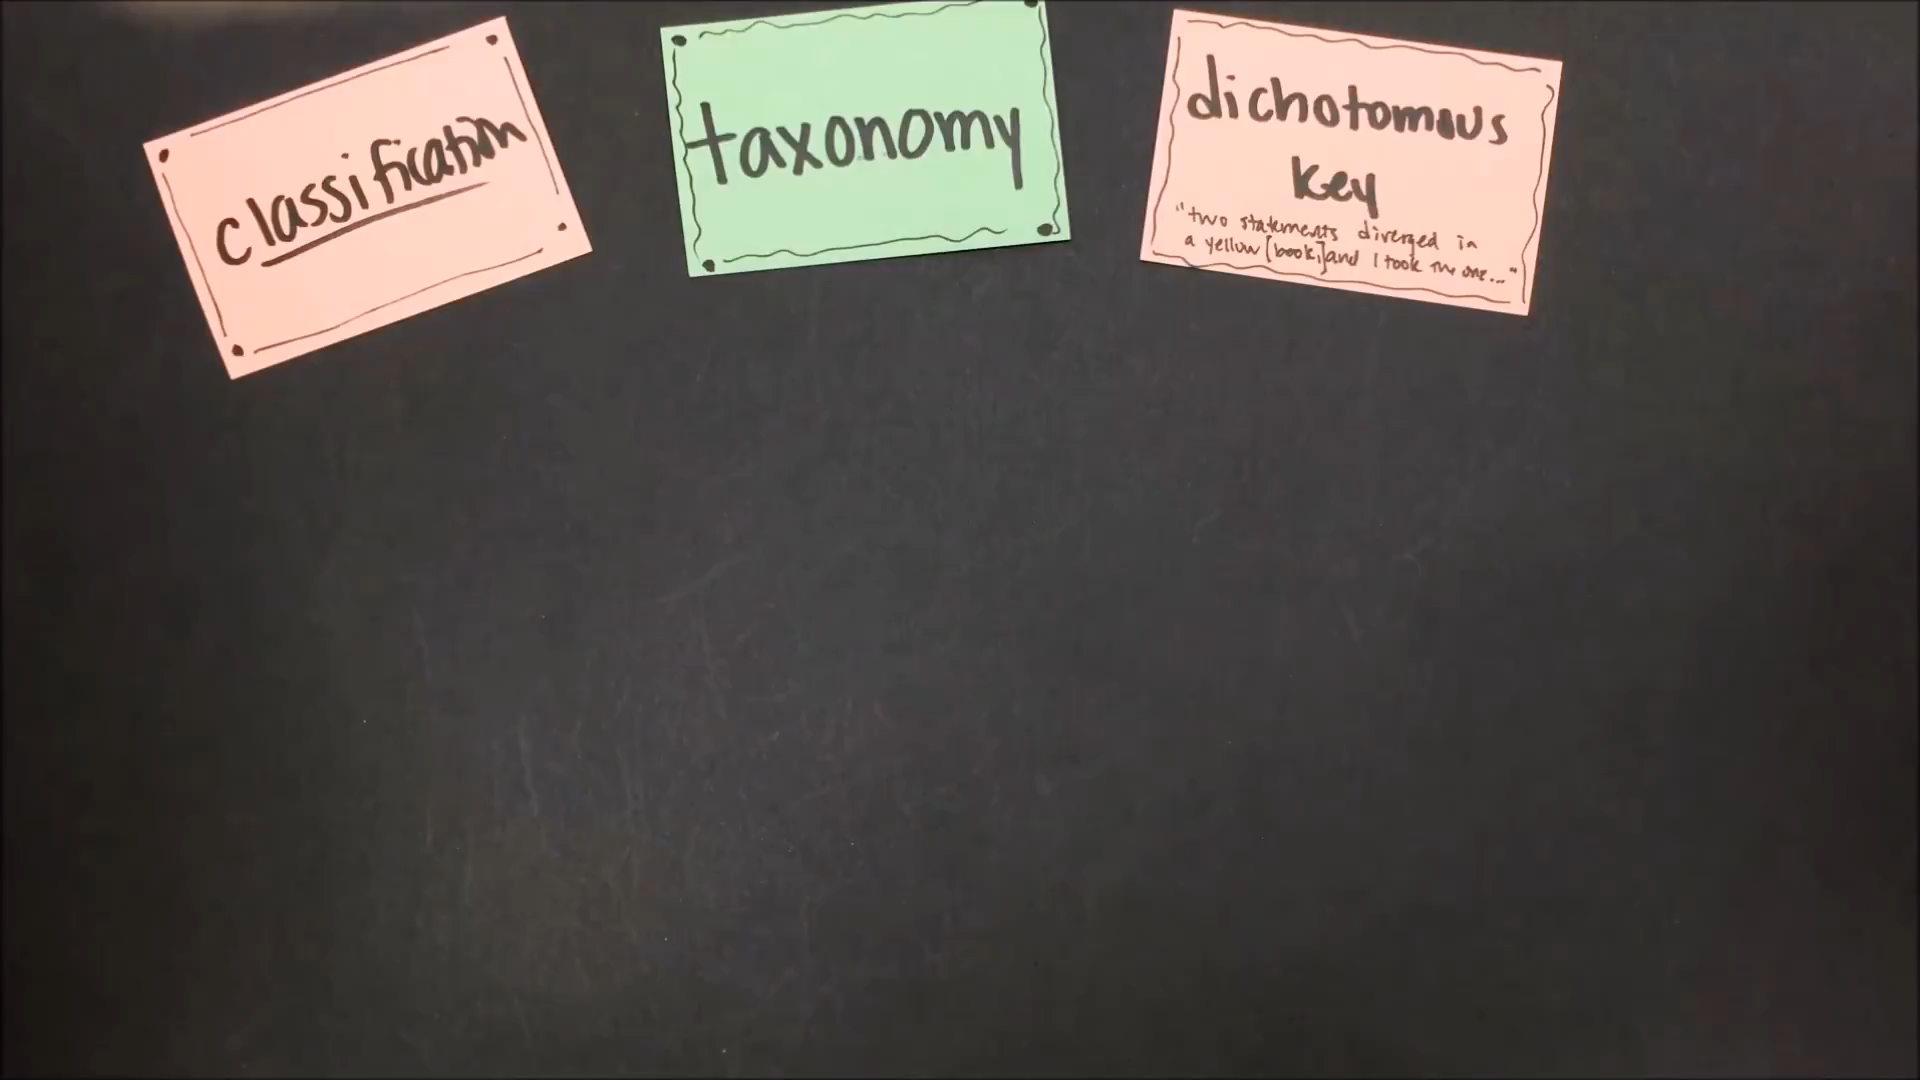 classification
taxonomy
dichotomous
key
"two statements diverged in
a yellow [book,] and I took the one..."